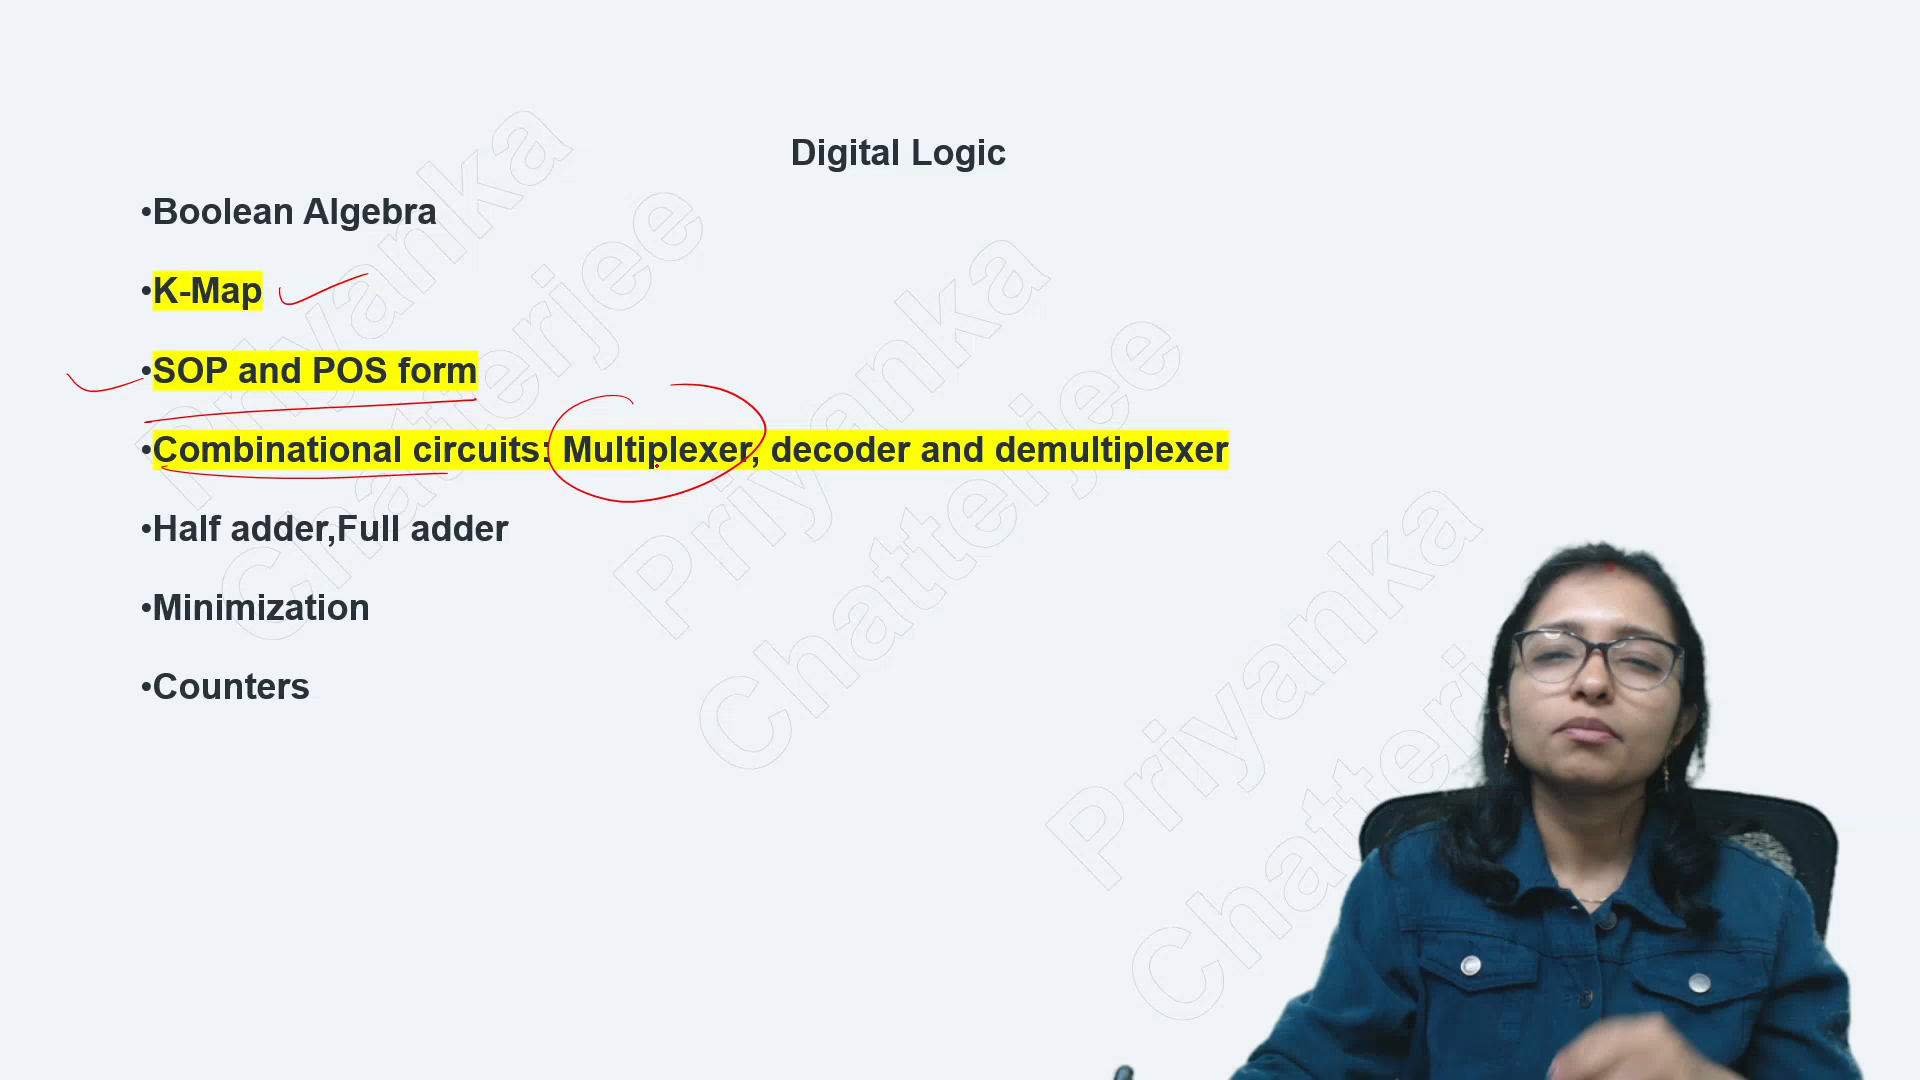 Digital Logic
•Boolean Algebra
•K-Map
•SOP and POS form
•Combinational circuits: Multiplexer, decoder and demultiplexer
•Half adder,Full adder
•Minimization
•Counters
Priyanka
Chatterjee
Priyanka
Chatterjee
Priyanka
Chatterj